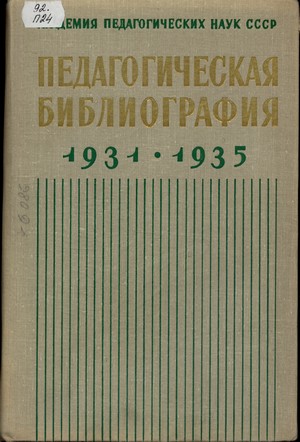 92.
П24
АКАДЕМИЯ ПЕДАГОГИЧЕСКИХ НАУК СССР
ПЕДАГОГИЧЕСКАЯ
БИБЛИОГРАФИЯ
1931·1935